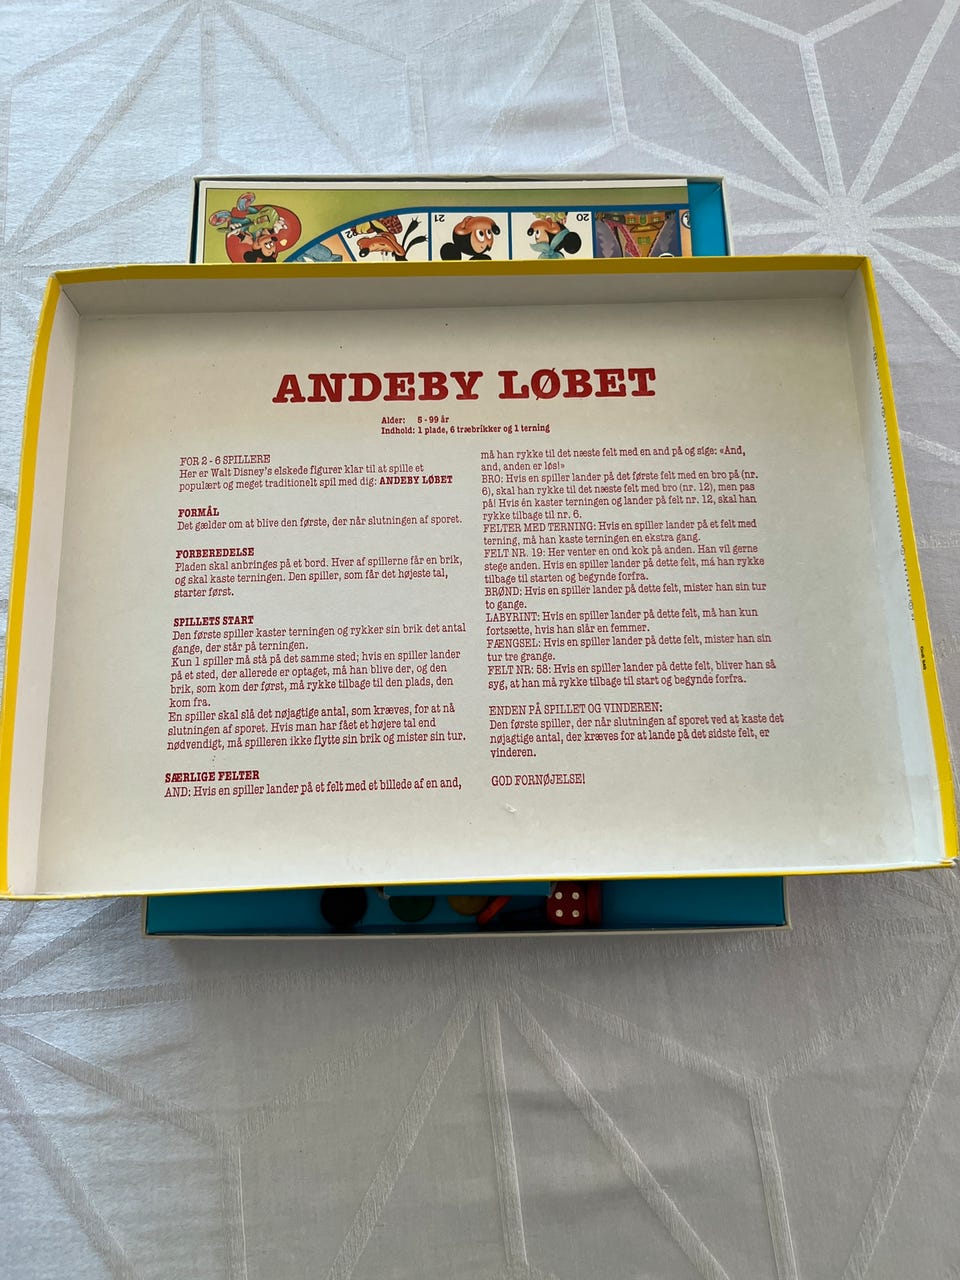 22
21
20
ANDEBY LØBET
Alder: 5 - 99 år
Indhold: 1 plade, 6 træbrikker og 1 terning
FOR 2 - 6 SPILLERE
Her er Walt Disney's elskede figurer klar til at spille et
populært og meget traditionelt spil med dig: ANDEBY LØBET
FORMÅL
Det gælder om at blive den første, der når slutningen af sporet.
FORBEREDELSE
Pladen skal anbringes på et bord. Hver af spillerne får en brik,
og skal kaste terningen. Den spiller, som får det højeste tal,
starter først.
SPILLETS START
Den første spiller kaster terningen og rykker sin brik det antal
gange, der står på terningen.
Kun 1 spiller må stå på det samme sted; hvis en spiller lander
på et sted, der allerede er optaget, må han blive der, og den
brik, som kom der først, må rykke tilbage til den plads, den
kom fra.
En spiller skal slå det nøjagtige antal, som kræves, for at nå
slutningen af sporet. Hvis man har fået et højere tal end
nødvendigt, må spilleren ikke flytte sin brik og mister sin tur.
SÆRLIGE FELTER
AND: Hvis en spiller lander på et felt med et billede af en and,
må han rykke til det næste felt med en and på og sige: «And,
and, anden er løs!»
BRO: Hvis en spiller lander på det første felt med en bro på (nr.
6), skal han rykke til det næste felt med bro (nr. 12), men pas
på! Hvis én kaster terningen og lander på felt nr. 12, skal han
rykke tilbage til nr. 6.
FELTER MED TERNING: Hvis en spiller lander på et felt med
terning, må han kaste terningen en ekstra gang.
FELT NR. 19: Her venter en ond kok på anden. Han vil gerne
stege anden. Hvis en spiller lander på dette felt, må han rykke
tilbage til starten og begynde forfra.
BRØND: Hvis en spiller lander på dette felt, mister han sin tur
to gange.
LABYRINT: Hvis en spiller lander på dette felt, må han kun
fortsætte, hvis han slår en femmer.
FÆNGSEL: Hvis en spiller lander på dette felt, mister han sin
tur tre grange.
FELT NR: 58: Hvis en spiller lander på dette felt, bliver han så
syg, at han må rykke tilbage til start og begynde forfra.
ENDEN PÅ SPILLET OG VINDEREN:
Den første spiller, der når slutningen af sporet ved at kaste det
nøjagtige antal, der kræves for at lande på det sidste felt, er
vinderen.
GOD FORNØJELSE!